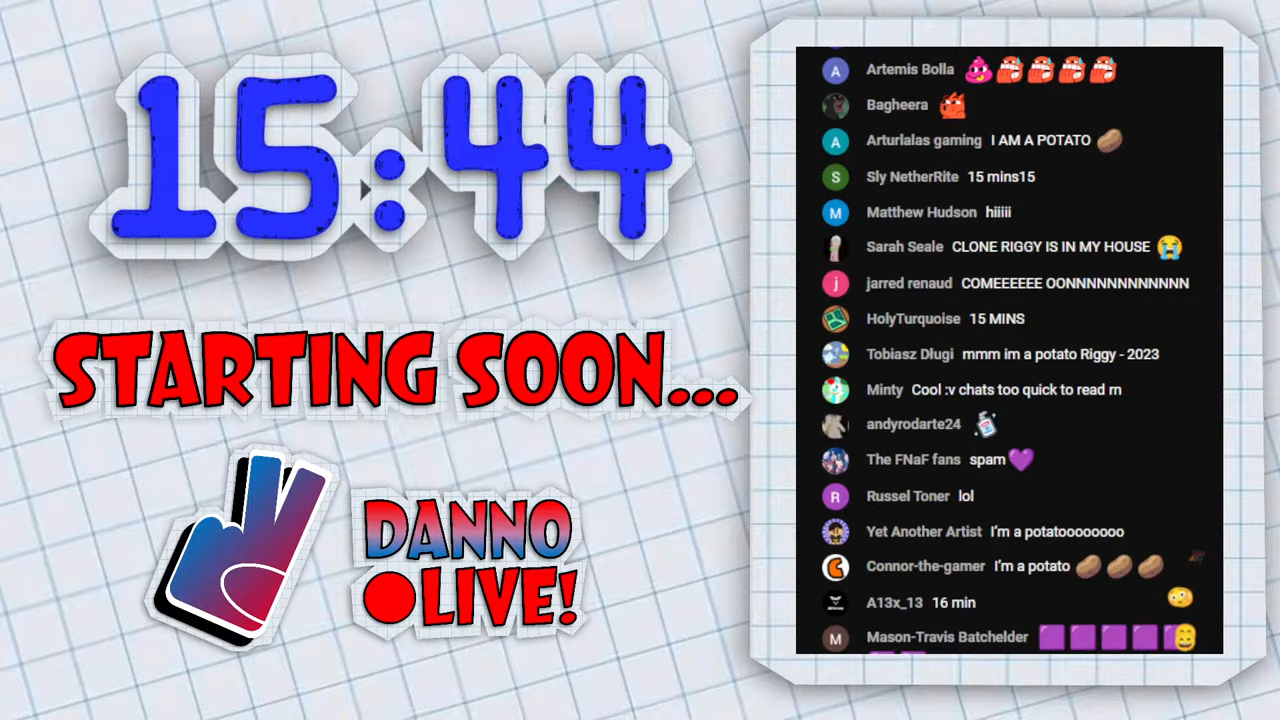 15:44
STARTING SOON...
DANNO
LIVE!
A Artemis Bolla
Bagheera
A Arturlalas gaming I AM A POTATO 🥔
S Sly NetherRite 15 mins15
M Matthew Hudson hiiiii
Sarah Seale CLONE RIGGY IS IN MY HOUSE 😭
j jarred renaud COMEEEEEE OONNNNNNNNNNNN
HolyTurquoise 15 MINS
Tobiasz Długi mmm im a potato Riggy - 2023
Minty Cool :v chats too quick to read rn
andyrodarte24
The FNaF fans spam💜
R Russel Toner lol
Yet Another Artist I'm a potatoooooooo
Connor-the-gamer I'm a potato 🥔🥔🥔
A13x_13 16 min
M Mason-Travis Batchelder 🟪🟪🟪🟪🟪